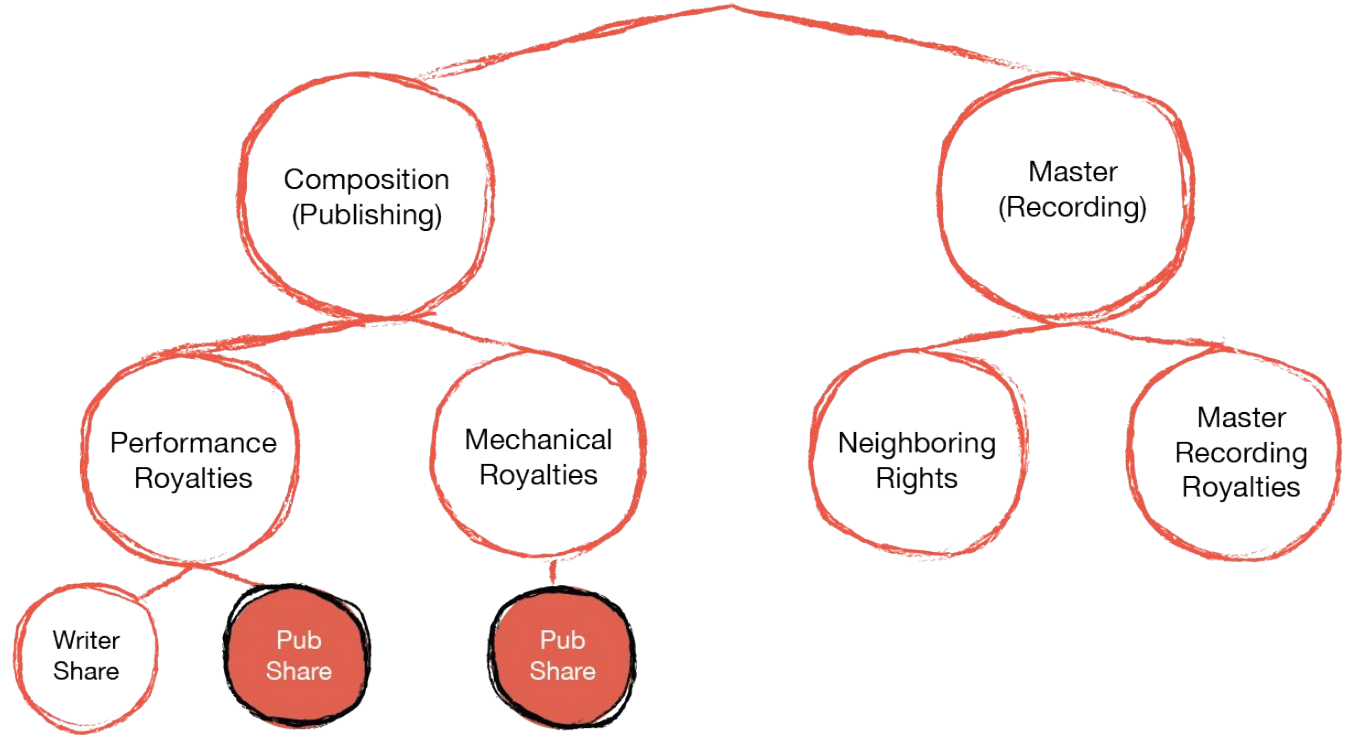 Composition
(Publishing)
Master
(Recording)
Performance
Royalties
Mechanical
Royalties
Neighboring
Rights
Master
Recording
Royalties
Writer
Share
Pub
Share
Pub
Share